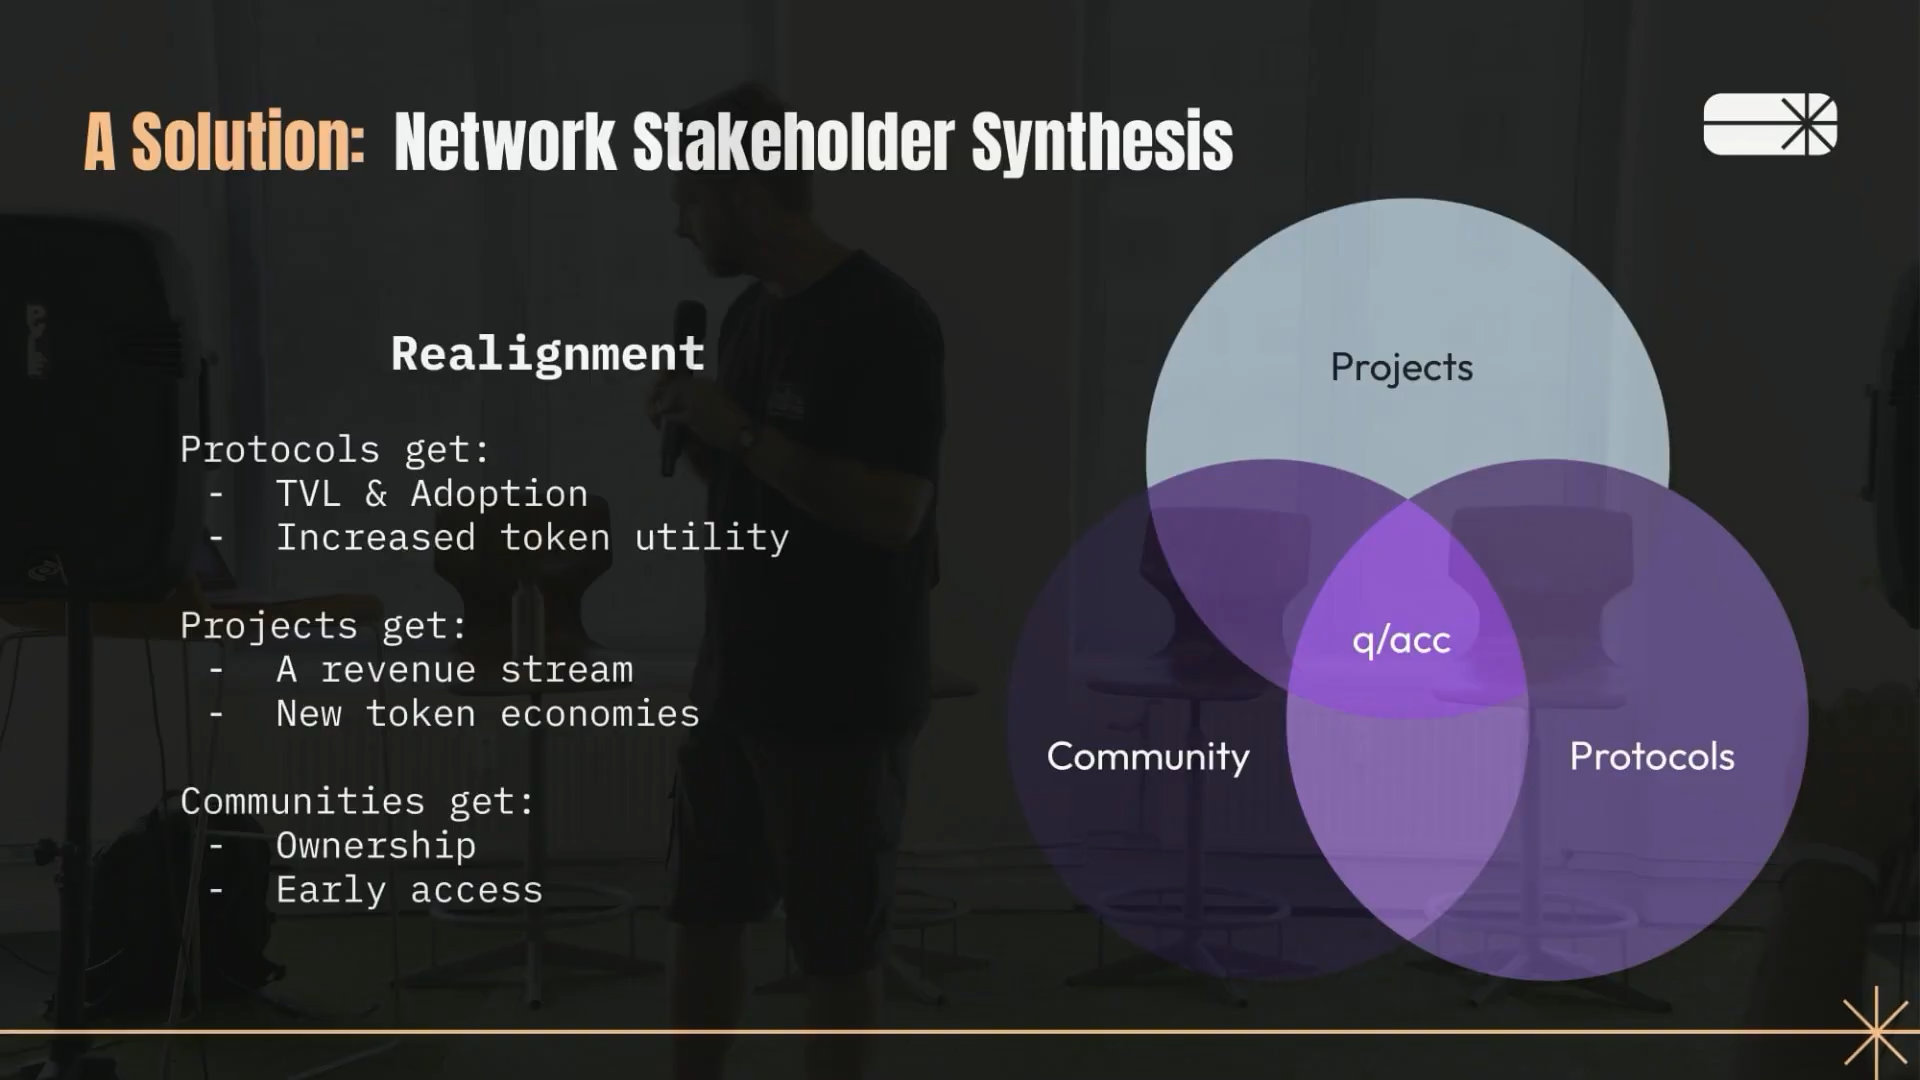 A Solution: Network Stakeholder Synthesis
Realignment
Protocols get:
- TVL & Adoption
- Increased token utility
Projects get:
- A revenue stream
- New token economies
Communities get:
- Ownership
- Early access
Projects
q/acc
Community
Protocols